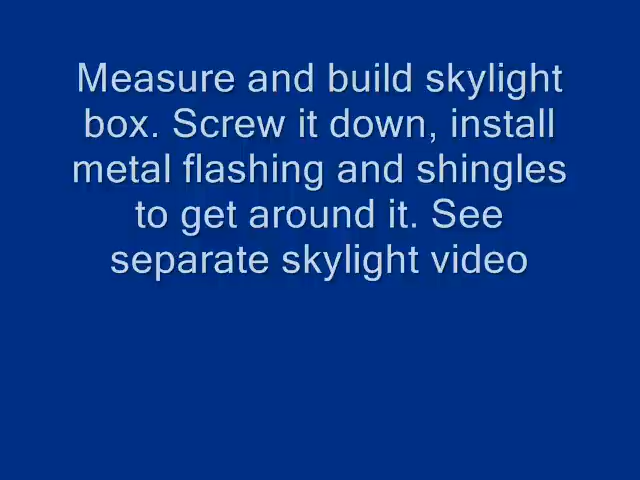 Measure and build skylight
box. Screw it down, install
metal flashing and shingles
to get around it. See
separate skylight video